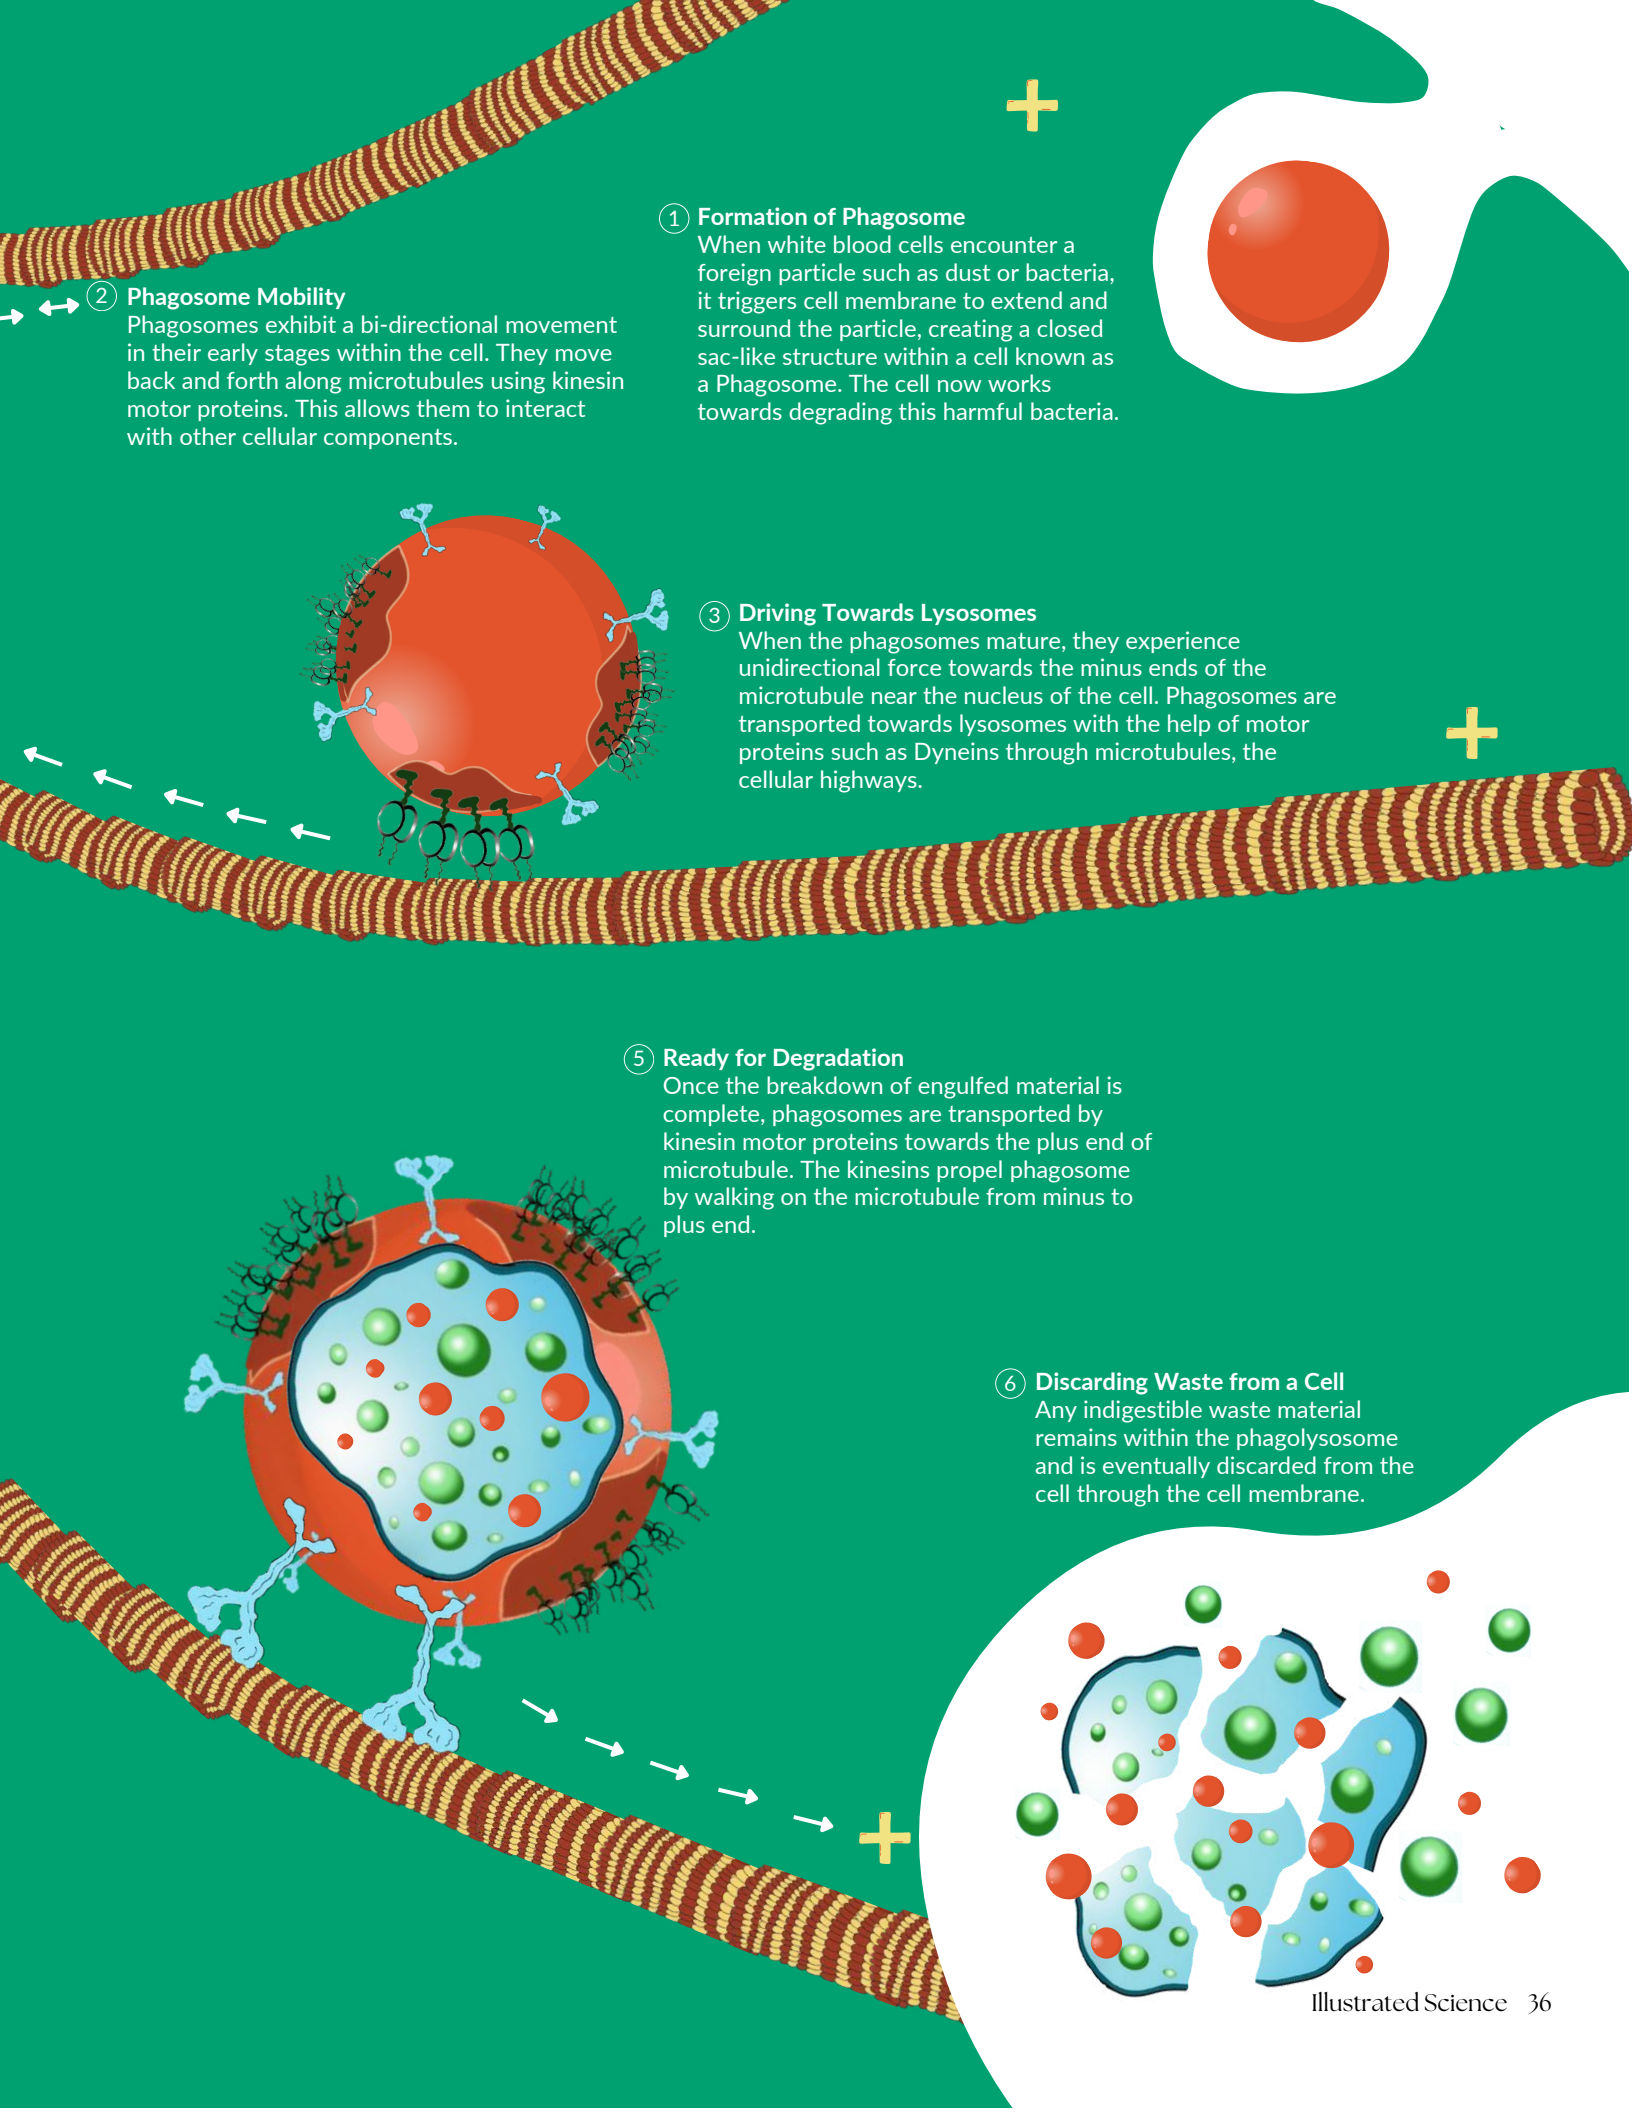 1 Formation of Phagosome
When white blood cells encounter a
foreign particle such as dust or bacteria,
it triggers cell membrane to extend and
surround the particle, creating a closed
sac-like structure within a cell known as
a Phagosome. The cell now works
towards degrading this harmful bacteria.
2 Phagosome Mobility
Phagosomes exhibit a bi-directional movement
in their early stages within the cell. They move
back and forth along microtubules using kinesin
motor proteins. This allows them to interact
with other cellular components.
3 Driving Towards Lysosomes
When the phagosomes mature, they experience
unidirectional force towards the minus ends of the
microtubule near the nucleus of the cell. Phagosomes are
transported towards lysosomes with the help of motor
proteins such as Dyneins through microtubules, the
cellular highways.
5 Ready for Degradation
Once the breakdown of engulfed material is
complete, phagosomes are transported by
kinesin motor proteins towards the plus end of
microtubule. The kinesins propel phagosome
by walking on the microtubule from minus to
plus end.
6 Discarding Waste from a Cell
Any indigestible waste material
remains within the phagolysosome
and is eventually discarded from the
cell through the cell membrane.
Illustrated Science 36